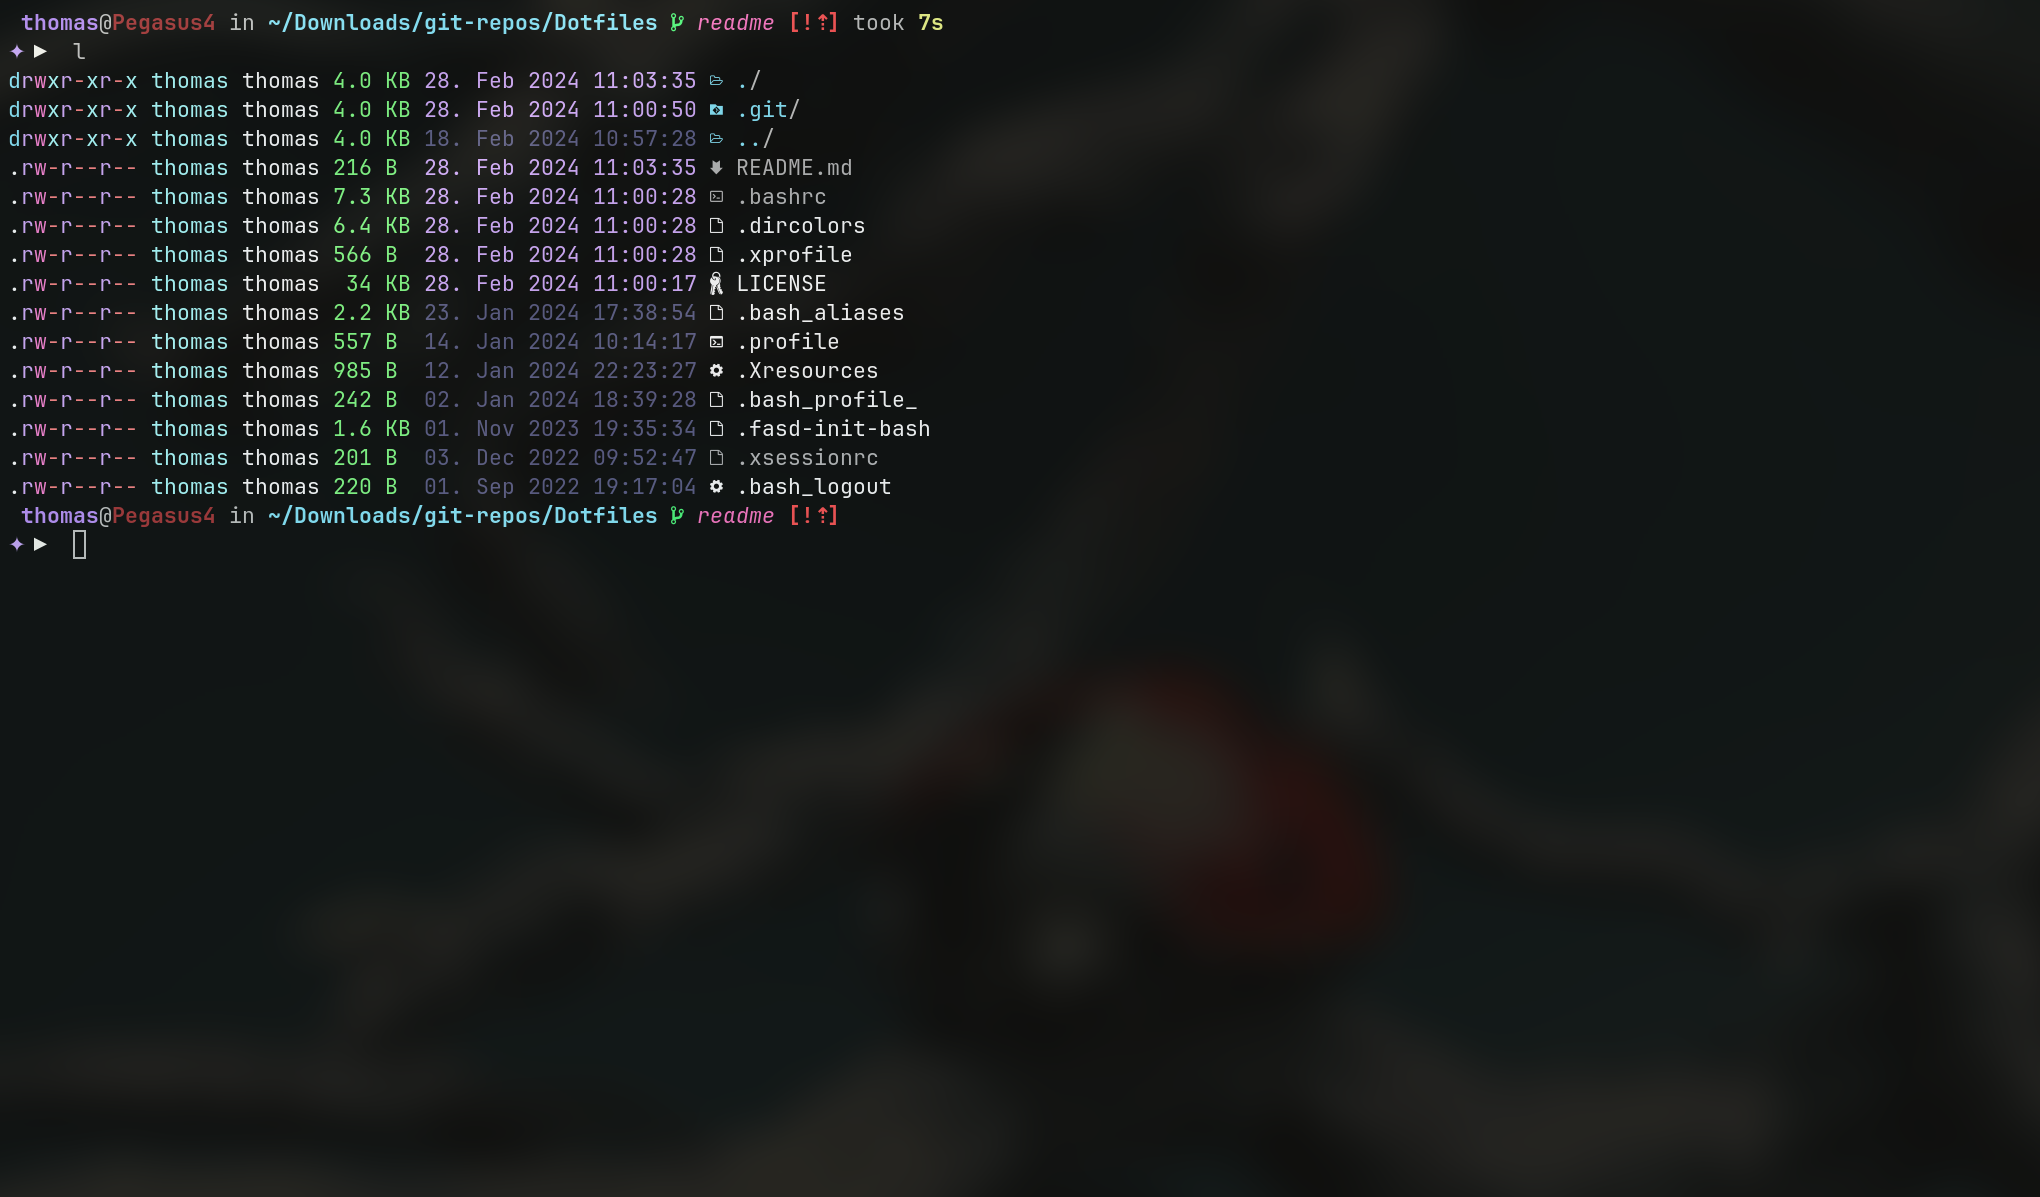 thomas@Pegasus4 in ~/Downloads/git-repos/Dotfiles readme [!⇡] took 7s
✦ ► l
drwxr-xr-x thomas thomas 4.0 KB 28. Feb 2024 11:03:35 ./
drwxr-xr-x thomas thomas 4.0 KB 28. Feb 2024 11:00:50 .git/
drwxr-xr-x thomas thomas 4.0 KB 18. Feb 2024 10:57:28 ../
.rw-r--r-- thomas thomas 216 B 28. Feb 2024 11:03:35 README.md
.rw-r--r-- thomas thomas 7.3 KB 28. Feb 2024 11:00:28 .bashrc
.rw-r--r-- thomas thomas 6.4 KB 28. Feb 2024 11:00:28 .dircolors
.rw-r--r-- thomas thomas 566 B 28. Feb 2024 11:00:28 .xprofile
.rw-r--r-- thomas thomas 34 KB 28. Feb 2024 11:00:17 LICENSE
.rw-r--r-- thomas thomas 2.2 KB 23. Jan 2024 17:38:54 .bash_aliases
.rw-r--r-- thomas thomas 557 B 14. Jan 2024 10:14:17 .profile
.rw-r--r-- thomas thomas 985 B 12. Jan 2024 22:23:27 .Xresources
.rw-r--r-- thomas thomas 242 B 02. Jan 2024 18:39:28 .bash_profile_
.rw-r--r-- thomas thomas 1.6 KB 01. Nov 2023 19:35:34 .fasd-init-bash
.rw-r--r-- thomas thomas 201 B 03. Dec 2022 09:52:47 .xsessionrc
.rw-r--r-- thomas thomas 220 B 01. Sep 2022 19:17:04 .bash_logout
thomas@Pegasus4 in ~/Downloads/git-repos/Dotfiles readme [!⇡]
✦ ►